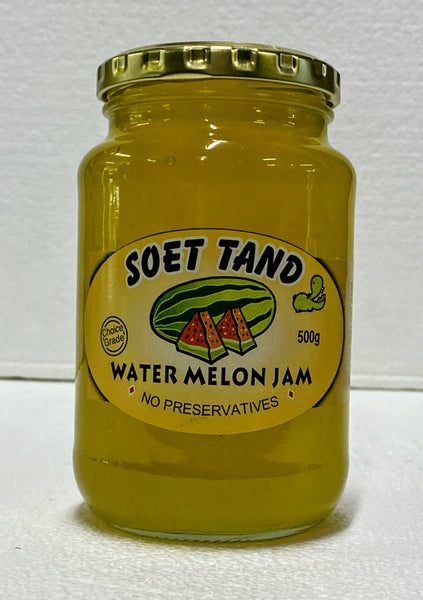 SOET TAND
Choice
Grade
500g
WATER MELON JAM
NO PRESERVATIVES